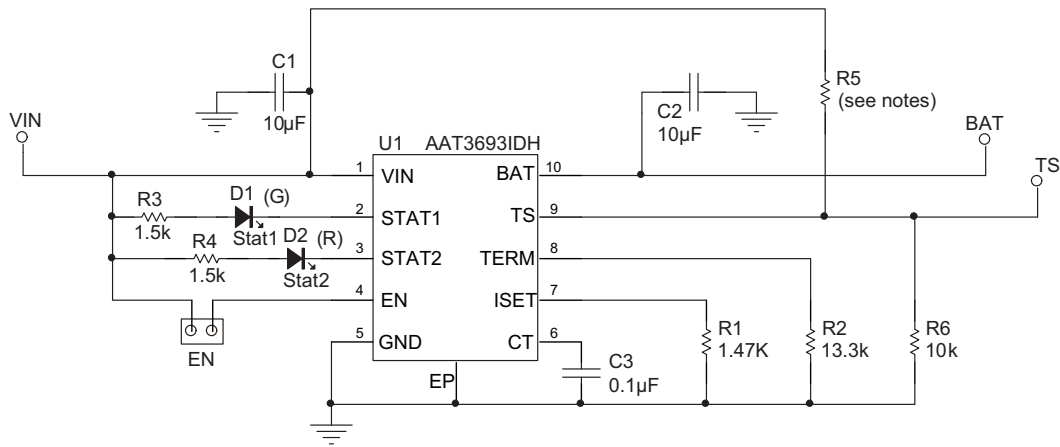 C1
10µF
R5
(see notes)
C2
10µF
VIN
BAT
TS
U1 AAT3693IDH
1 VIN BAT 10
R3
1.5k
D1 (G)
Stat1
2 STAT1 TS 9
R4
1.5k
D2 (R)
Stat2
3 STAT2 TERM 8
4 EN ISET 7
5 GND CT 6
EN
EP
C3
0.1µF
R1
1.47K
R2
13.3k
R6
10k